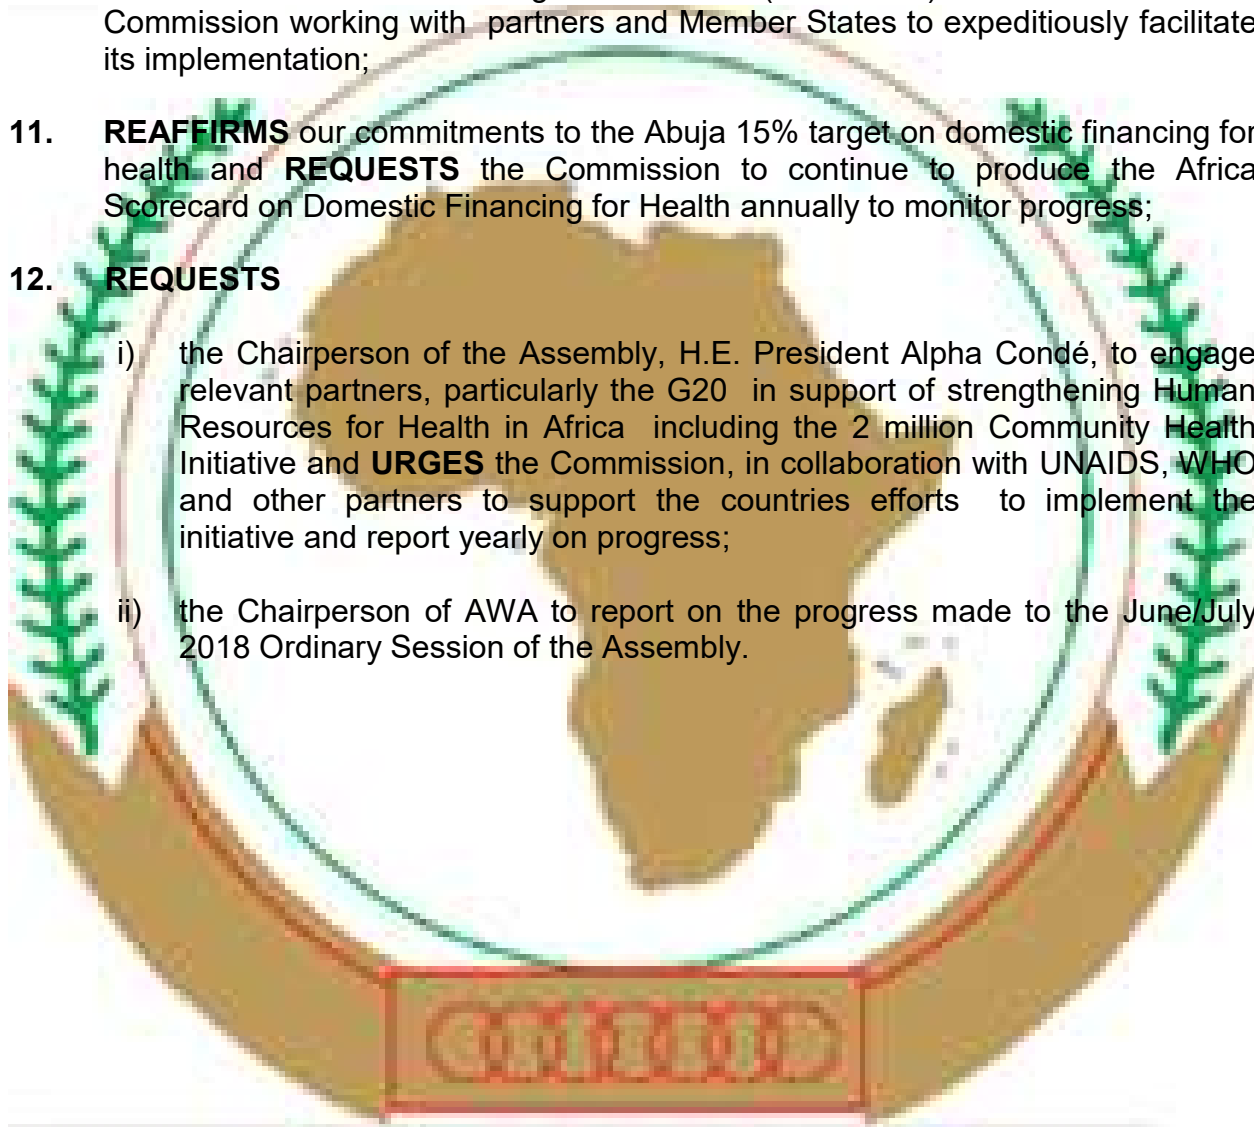 Commission working with partners and Member States to expeditiously facilitate
its implementation;
11. REAFFIRMS our commitments to the Abuja 15% target on domestic financing for
health and REQUESTS the Commission to continue to produce the Africa
Scorecard on Domestic Financing for Health annually to monitor progress;
12. REQUESTS
i) the Chairperson of the Assembly, H.E. President Alpha Condé, to engage
relevant partners, particularly the G20 in support of strengthening Human
Resources for Health in Africa including the 2 million Community Health
Initiative and URGES the Commission, in collaboration with UNAIDS, WHO
and other partners to support the countries efforts to implement the
initiative and report yearly on progress;
ii) the Chairperson of AWA to report on the progress made to the June/July
2018 Ordinary Session of the Assembly.